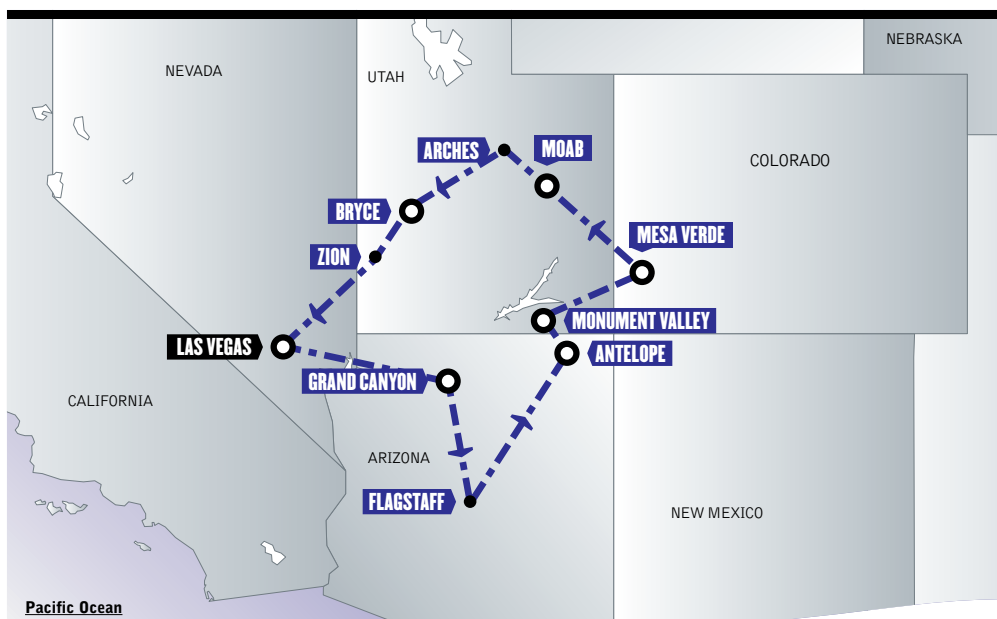 NEBRASKA
NEVADA
UTAH
ARCHES
MOAB
COLORADO
BRYCE
MESA VERDE
ZION
MONUMENT VALLEY
LAS VEGAS
ANTELOPE
GRAND CANYON
CALIFORNIA
ARIZONA
FLAGSTAFF
NEW MEXICO
Pacific Ocean